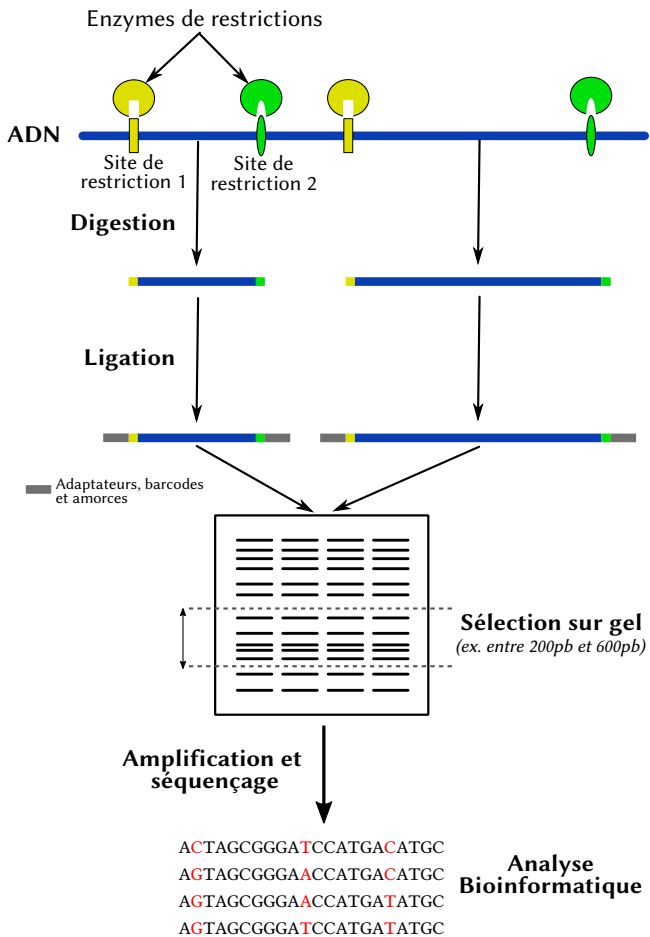 Enzymes de restrictions
ADN
Site de
restriction 1
Site de
restriction 2
Digestion
Ligation
Adaptateurs, barcodes
et amorces
Sélection sur gel
(ex. entre 200pb et 600pb)
Amplification et
séquençage
ACTAGCGGGATCCATGACATGC
AGTAGCGGGAACCATGACATGC
AGTAGCGGGAACCATGATATGC
AGTAGCGGGATCCATGATATGC
Analyse
Bioinformatique